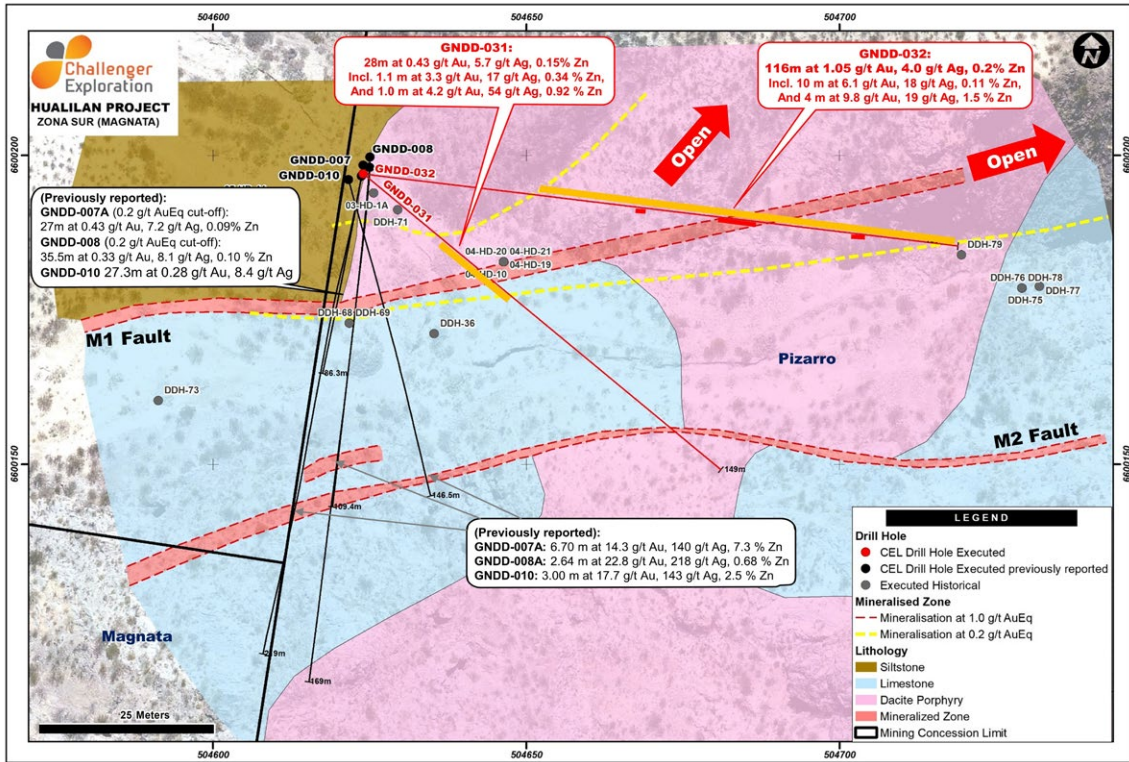 504600
504650
504700
Challenger
Exploration
HUALILAN PROJECT
ZONA SUR (MAGNATA)
GNDD-031:
28m at 0.43 g/t Au, 5.7 g/t Ag, 0.15% Zn
Incl. 1.1 m at 3.3 g/t Au, 17 g/t Ag, 0.34 % Zn,
And 1.0 m at 4.2 g/t Au, 54 g/t Ag, 0.92 % Zn
GNDD-032:
116m at 1.05 g/t Au, 4.0 g/t Ag, 0.2% Zn
Incl. 10 m at 6.1 g/t Au, 18 g/t Ag, 0.11 % Zn,
And 4 m at 9.8 g/t Au, 19 g/t Ag, 1.5 % Zn
N
Open
Open
6600200
6600200
GNDD-008
GNDD-007
GNDD-010
GNDD-032
GNDD-031
(Previously reported):
GNDD-007A (0.2 g/t AuEq cut-off):
27m at 0.43 g/t Au, 7.2 g/t Ag, 0.09% Zn
GNDD-008 (0.2 g/t AuEq cut-off):
35.5m at 0.33 g/t Au, 8.1 g/t Ag, 0.10 % Zn
GNDD-010 27.3m at 0.28 g/t Au, 8.4 g/t Ag
03-HD-1A
DDH-71
04-HD-20
04-HD-21
04-HD-19
04-HD-10
DDH-79
DDH-76
DDH-78
DDH-77
DDH-75
DDH-68
DDH-69
DDH-36
M1 Fault
86.3m
DDH-73
Pizarro
M2 Fault
149m
6600150
6600150
146.5m
109.4m
(Previously reported):
GNDD-007A: 6.70 m at 14.3 g/t Au, 140 g/t Ag, 7.3 % Zn
GNDD-008A: 2.64 m at 22.8 g/t Au, 218 g/t Ag, 0.68 % Zn
GNDD-010: 3.00 m at 17.7 g/t Au, 143 g/t Ag, 2.5 % Zn
Magnata
169m
25 Meters
LEGEND
Drill Hole
CEL Drill Hole Executed
CEL Drill Hole Executed previously reported
Executed Historical
Mineralised Zone
Mineralisation at 1.0 g/t AuEq
Mineralisation at 0.2 g/t AuEq
Lithology
Siltstone
Limestone
Dacite Porphyry
Mineralized Zone
Mining Concession Limit
504600
504650
504700